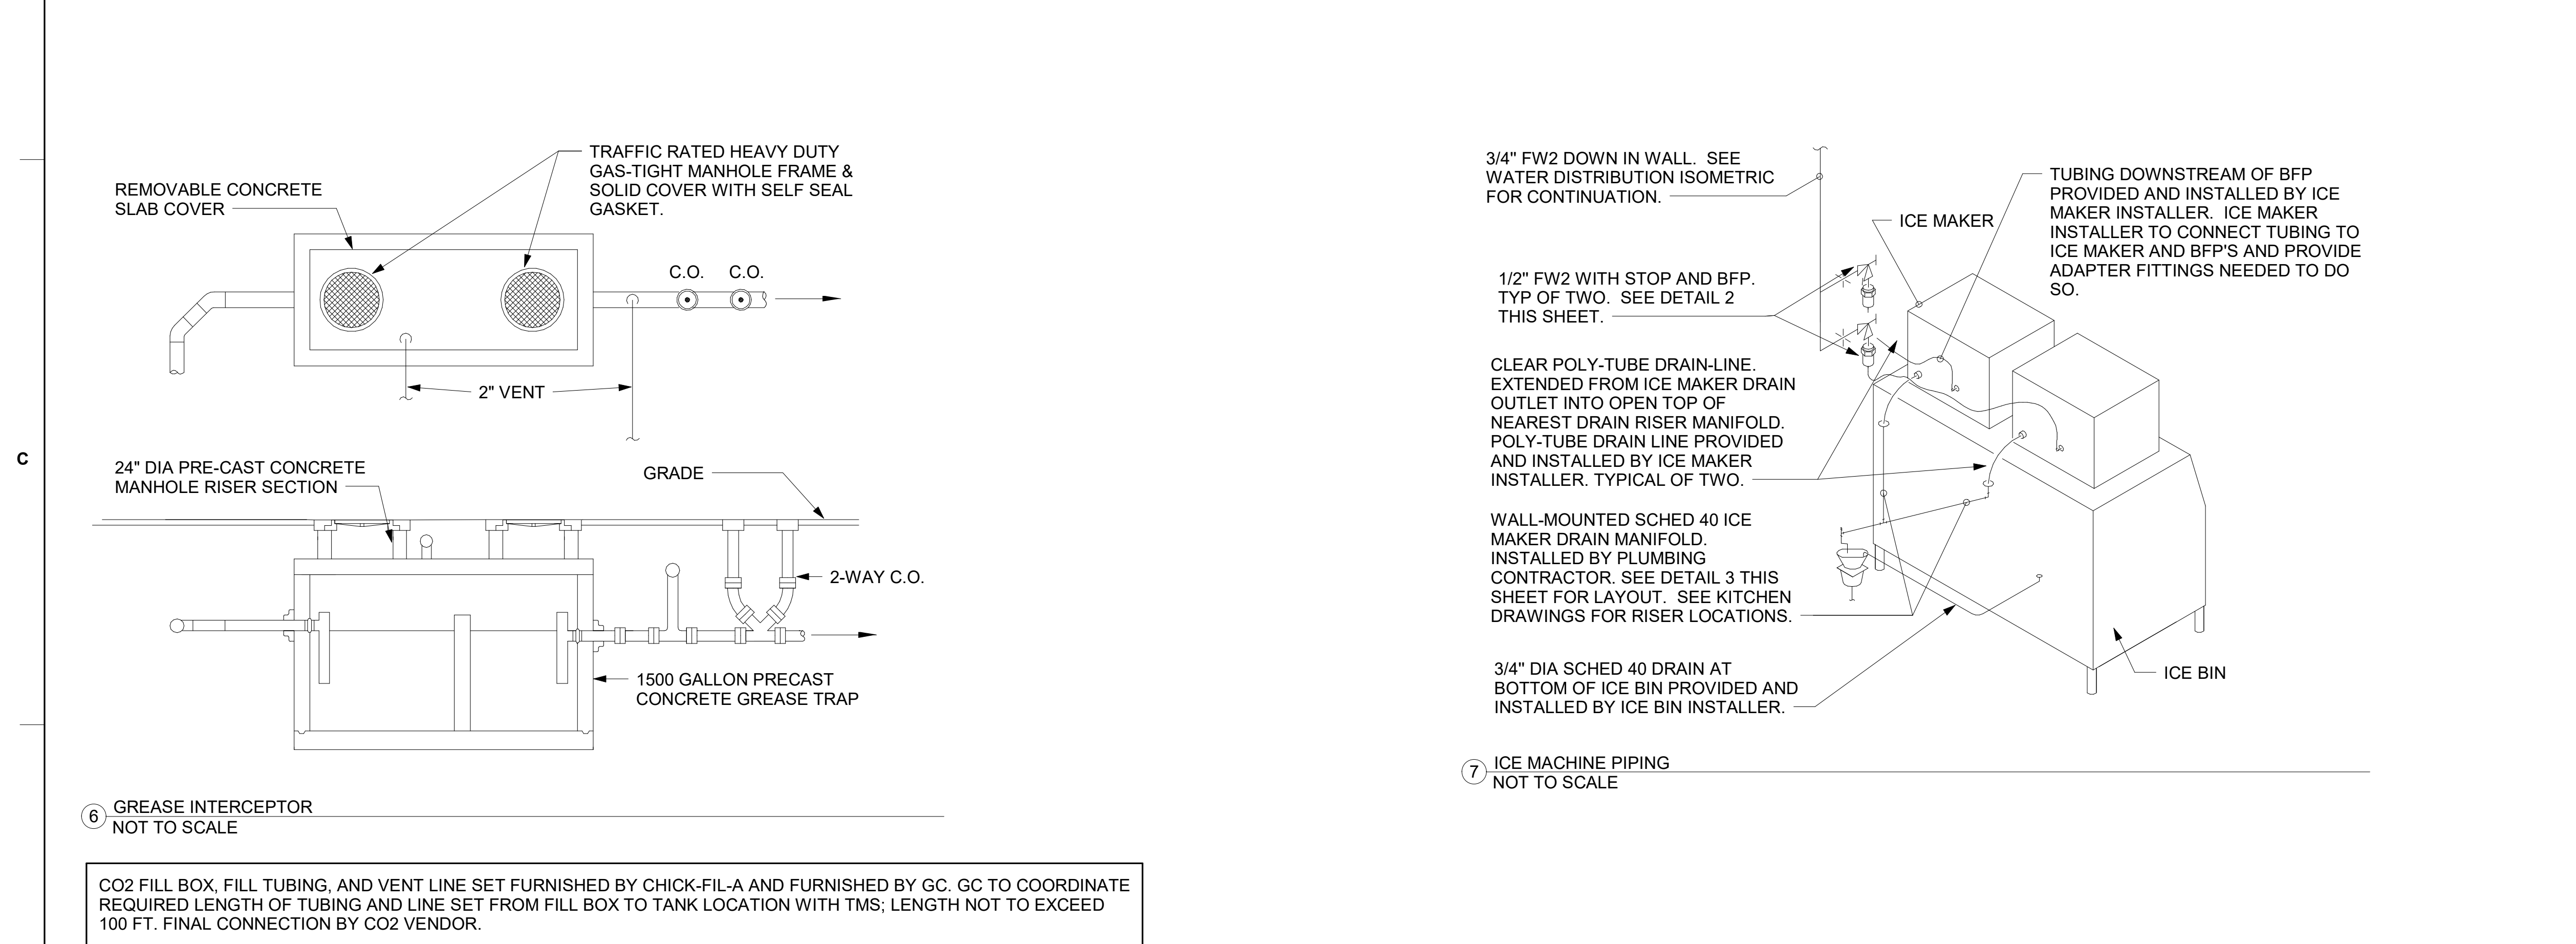 C
REMOVABLE CONCRETE
SLAB COVER
TRAFFIC RATED HEAVY DUTY
GAS-TIGHT MANHOLE FRAME &
SOLID COVER WITH SELF SEAL
GASKET.
C.O.
C.O.
2" VENT
24" DIA PRE-CAST CONCRETE
MANHOLE RISER SECTION
GRADE
2-WAY C.O.
1500 GALLON PRECAST
CONCRETE GREASE TRAP
6
GREASE INTERCEPTOR
NOT TO SCALE
CO2 FILL BOX, FILL TUBING, AND VENT LINE SET FURNISHED BY CHICK-FIL-A AND FURNISHED BY GC. GC TO COORDINATE
REQUIRED LENGTH OF TUBING AND LINE SET FROM FILL BOX TO TANK LOCATION WITH TMS; LENGTH NOT TO EXCEED
100 FT. FINAL CONNECTION BY CO2 VENDOR.
3/4" FW2 DOWN IN WALL. SEE
WATER DISTRIBUTION ISOMETRIC
FOR CONTINUATION.
ICE MAKER
TUBING DOWNSTREAM OF BFP
PROVIDED AND INSTALLED BY ICE
MAKER INSTALLER. ICE MAKER
INSTALLER TO CONNECT TUBING TO
ICE MAKER AND BFP'S AND PROVIDE
ADAPTER FITTINGS NEEDED TO DO
SO.
1/2" FW2 WITH STOP AND BFP.
TYP OF TWO. SEE DETAIL 2
THIS SHEET.
CLEAR POLY-TUBE DRAIN-LINE.
EXTENDED FROM ICE MAKER DRAIN
OUTLET INTO OPEN TOP OF
NEAREST DRAIN RISER MANIFOLD.
POLY-TUBE DRAIN LINE PROVIDED
AND INSTALLED BY ICE MAKER
INSTALLER. TYPICAL OF TWO.
WALL-MOUNTED SCHED 40 ICE
MAKER DRAIN MANIFOLD.
INSTALLED BY PLUMBING
CONTRACTOR. SEE DETAIL 3 THIS
SHEET FOR LAYOUT. SEE KITCHEN
DRAWINGS FOR RISER LOCATIONS.
3/4" DIA SCHED 40 DRAIN AT
BOTTOM OF ICE BIN PROVIDED AND
INSTALLED BY ICE BIN INSTALLER.
ICE BIN
7
ICE MACHINE PIPING
NOT TO SCALE